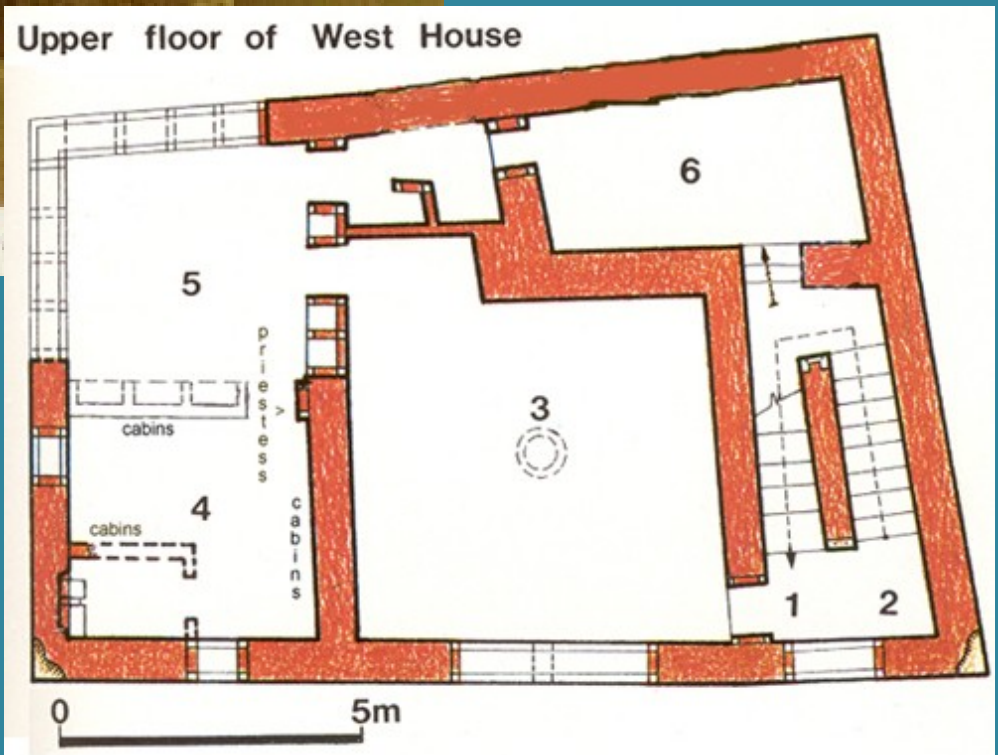 Upper floor of West House
6
5
priestess
>
3
cabins
4
cabins
cabins
1 2
0 5m